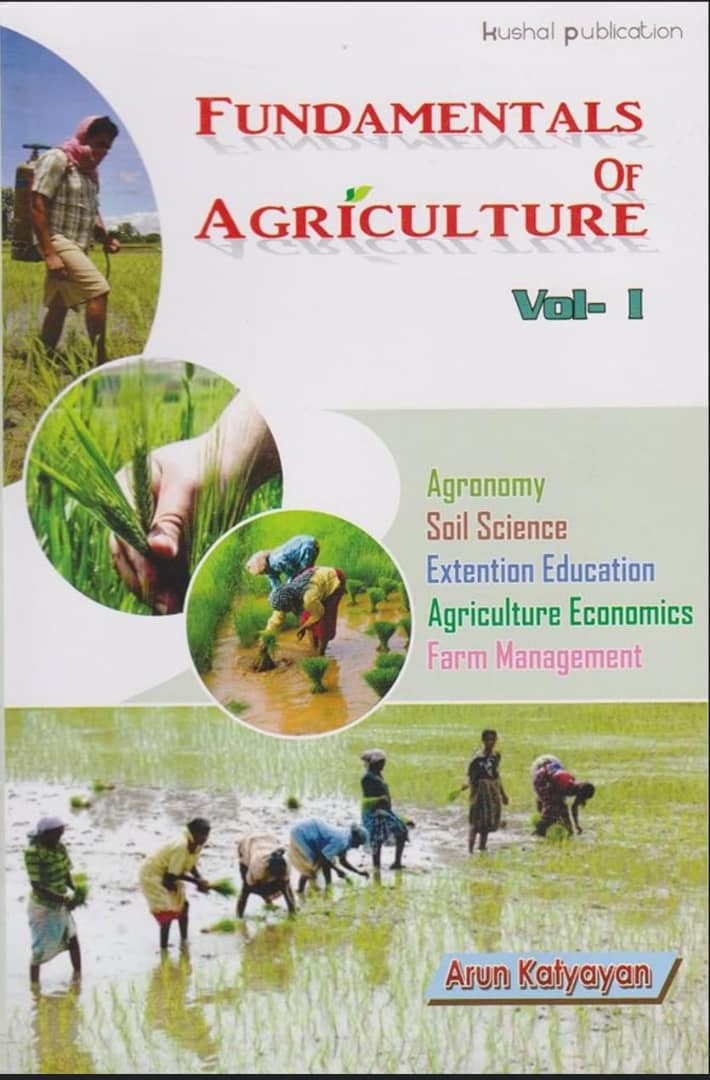 kushal publication
FUNDAMENTALS
OF
AGRICULTURE
Vol- I
Agronomy
Soil Science
Extention Education
Agriculture Economics
Farm Management
Arun Katyayan